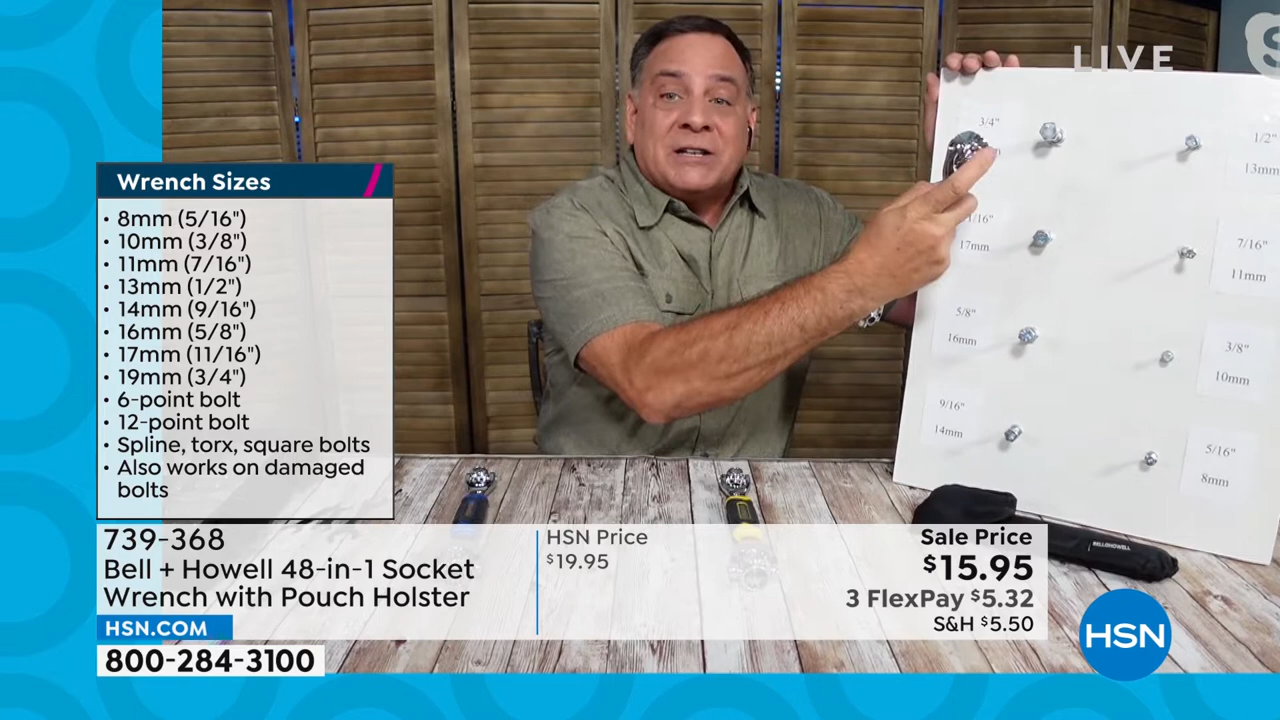 LIVE
S
Wrench Sizes
• 8mm (5/16")
• 10mm (3/8")
• 11mm (7/16")
• 13mm (1/2")
• 14mm (9/16")
• 16mm (5/8")
• 17mm (11/16")
• 19mm (3/4")
• 6-point bolt
• 12-point bolt
• Spline, torx, square bolts
• Also works on damaged
bolts
3/4"
1/16"
17mm
5/8"
16mm
9/16"
14mm
1/2"
13mm
7/16"
11mm
3/8"
10mm
5/16"
8mm
BELL+HOWELL
739-368
Bell + Howell 48-in-1 Socket
Wrench with Pouch Holster
HSN.COM
800-284-3100
HSN Price
$19.95
Sale Price
$15.95
3 FlexPay $5.32
S&H $5.50
HSN